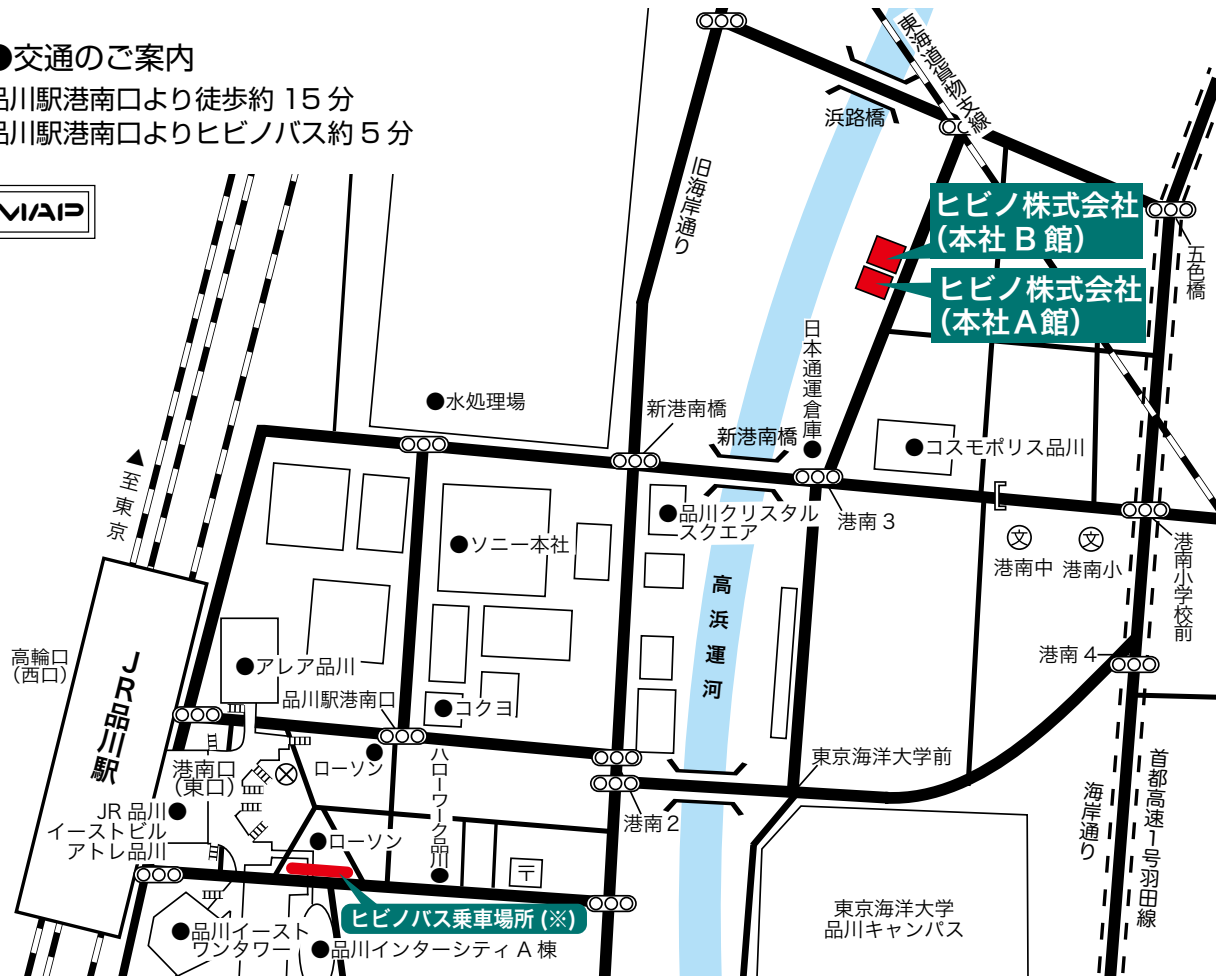 ●交通のご案内
品川駅港南口より徒歩約 15 分
品川駅港南口よりヒビノバス約 5 分
MAP
東海道貨物支線
浜路橋
旧海岸通り
ヒビノ株式会社
(本社 B 館)
ヒビノ株式会社
(本社A館)
五色橋
日本通運倉庫
●水処理場
新港南橋
新港南橋
●コスモポリス品川
▲至東京
●品川クリスタル
スクエア
港南 3
●ソニー本社
文
文
港南中
港南小
港南小学校前
高浜運河
高輪口
(西口)
JR品川駅
●アレア品川
品川駅港南口
●コクヨ
港南 4
港南口
(東口)
ローソン
ハローワーク品川
東京海洋大学前
首都高速1号羽田線
海岸通り
JR 品川●
イーストビル
アトレ品川
●ローソン
港南 2
〒
ヒビノバス乗車場所 (※)
●品川イースト
ワンタワー
●品川インターシティ A 棟
東京海洋大学
品川キャンパス